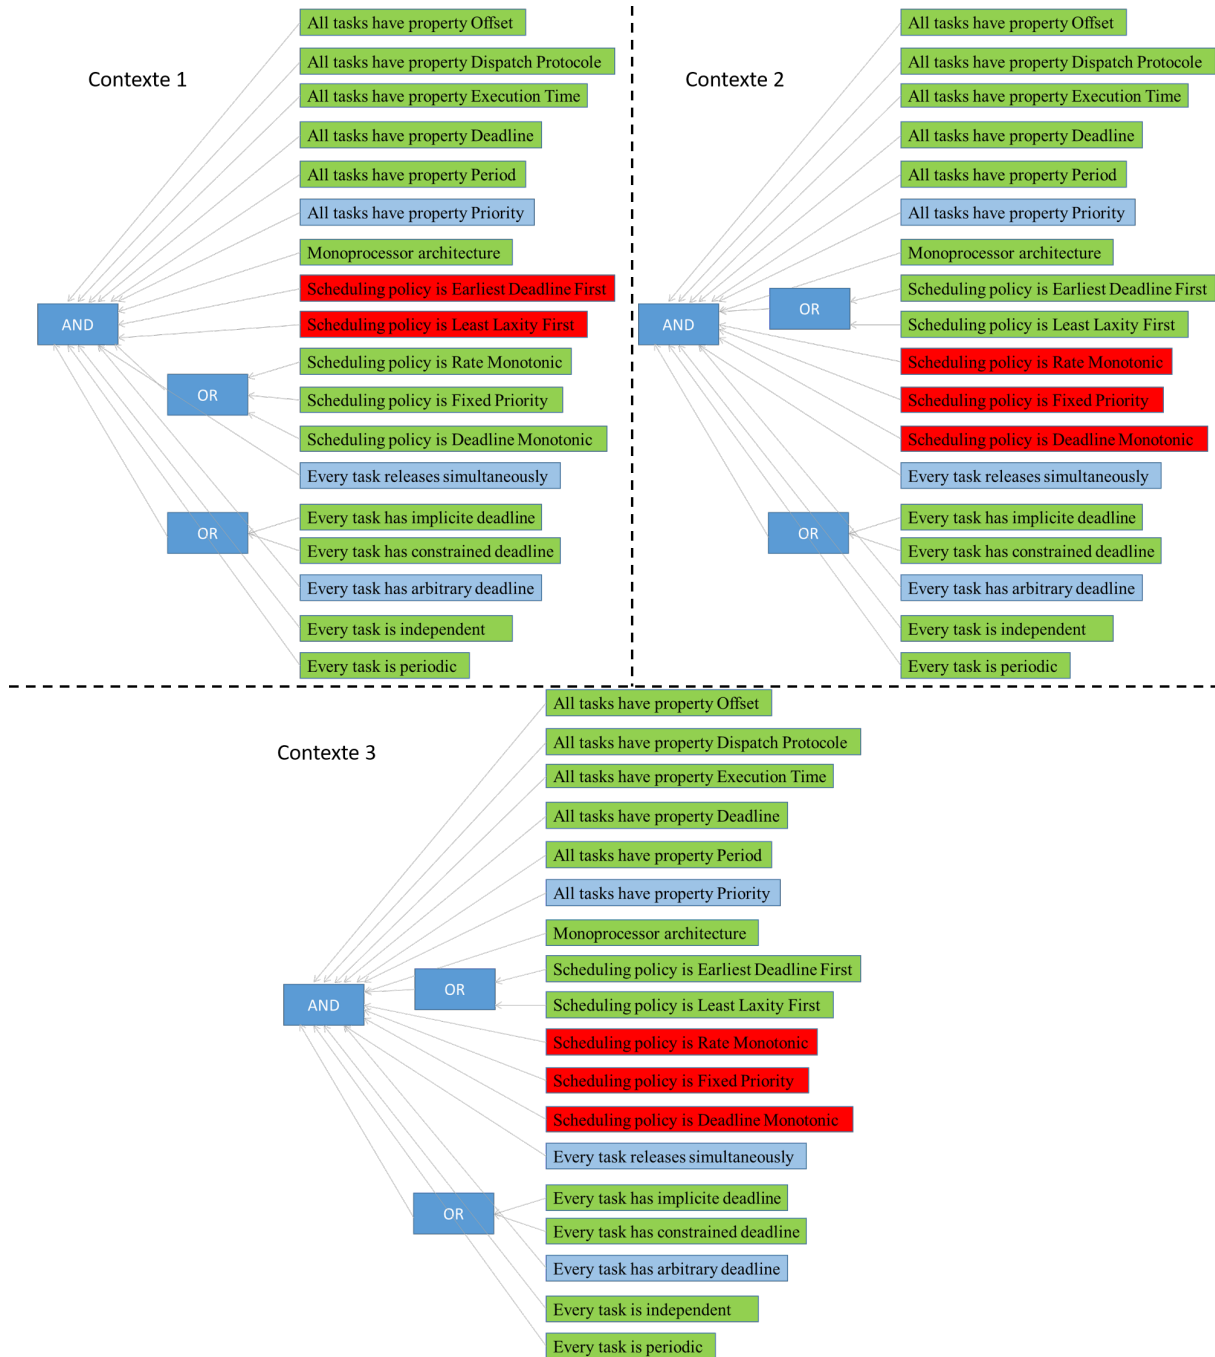 Contexte 1
All tasks have property Offset
All tasks have property Dispatch Protocole
All tasks have property Execution Time
All tasks have property Deadline
All tasks have property Period
All tasks have property Priority
Monoprocessor architecture
Scheduling policy is Earliest Deadline First
AND
Scheduling policy is Least Laxity First
Scheduling policy is Rate Monotonic
OR
Scheduling policy is Fixed Priority
Scheduling policy is Deadline Monotonic
Every task releases simultaneously
Every task has implicite deadline
OR
Every task has constrained deadline
Every task has arbitrary deadline
Every task is independent
Every task is periodic
Contexte 2
All tasks have property Offset
All tasks have property Dispatch Protocole
All tasks have property Execution Time
All tasks have property Deadline
All tasks have property Period
All tasks have property Priority
Monoprocessor architecture
Scheduling policy is Earliest Deadline First
OR
AND
Scheduling policy is Least Laxity First
Scheduling policy is Rate Monotonic
Scheduling policy is Fixed Priority
Scheduling policy is Deadline Monotonic
Every task releases simultaneously
Every task has implicite deadline
OR
Every task has constrained deadline
Every task has arbitrary deadline
Every task is independent
Every task is periodic
Contexte 3
All tasks have property Offset
All tasks have property Dispatch Protocole
All tasks have property Execution Time
All tasks have property Deadline
All tasks have property Period
All tasks have property Priority
Monoprocessor architecture
Scheduling policy is Earliest Deadline First
OR
AND
Scheduling policy is Least Laxity First
Scheduling policy is Rate Monotonic
Scheduling policy is Fixed Priority
Scheduling policy is Deadline Monotonic
Every task releases simultaneously
Every task has implicite deadline
OR
Every task has constrained deadline
Every task has arbitrary deadline
Every task is independent
Every task is periodic